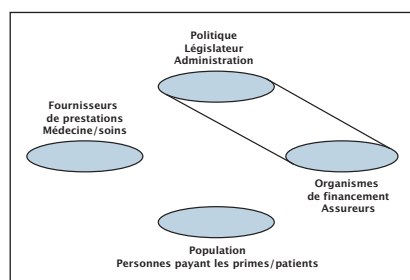 Politique
Législateur
Administration
Fournisseurs
de prestations
Médecine/soins
Organismes
de financement
Assureurs
Population
Personnes payant les primes/patients